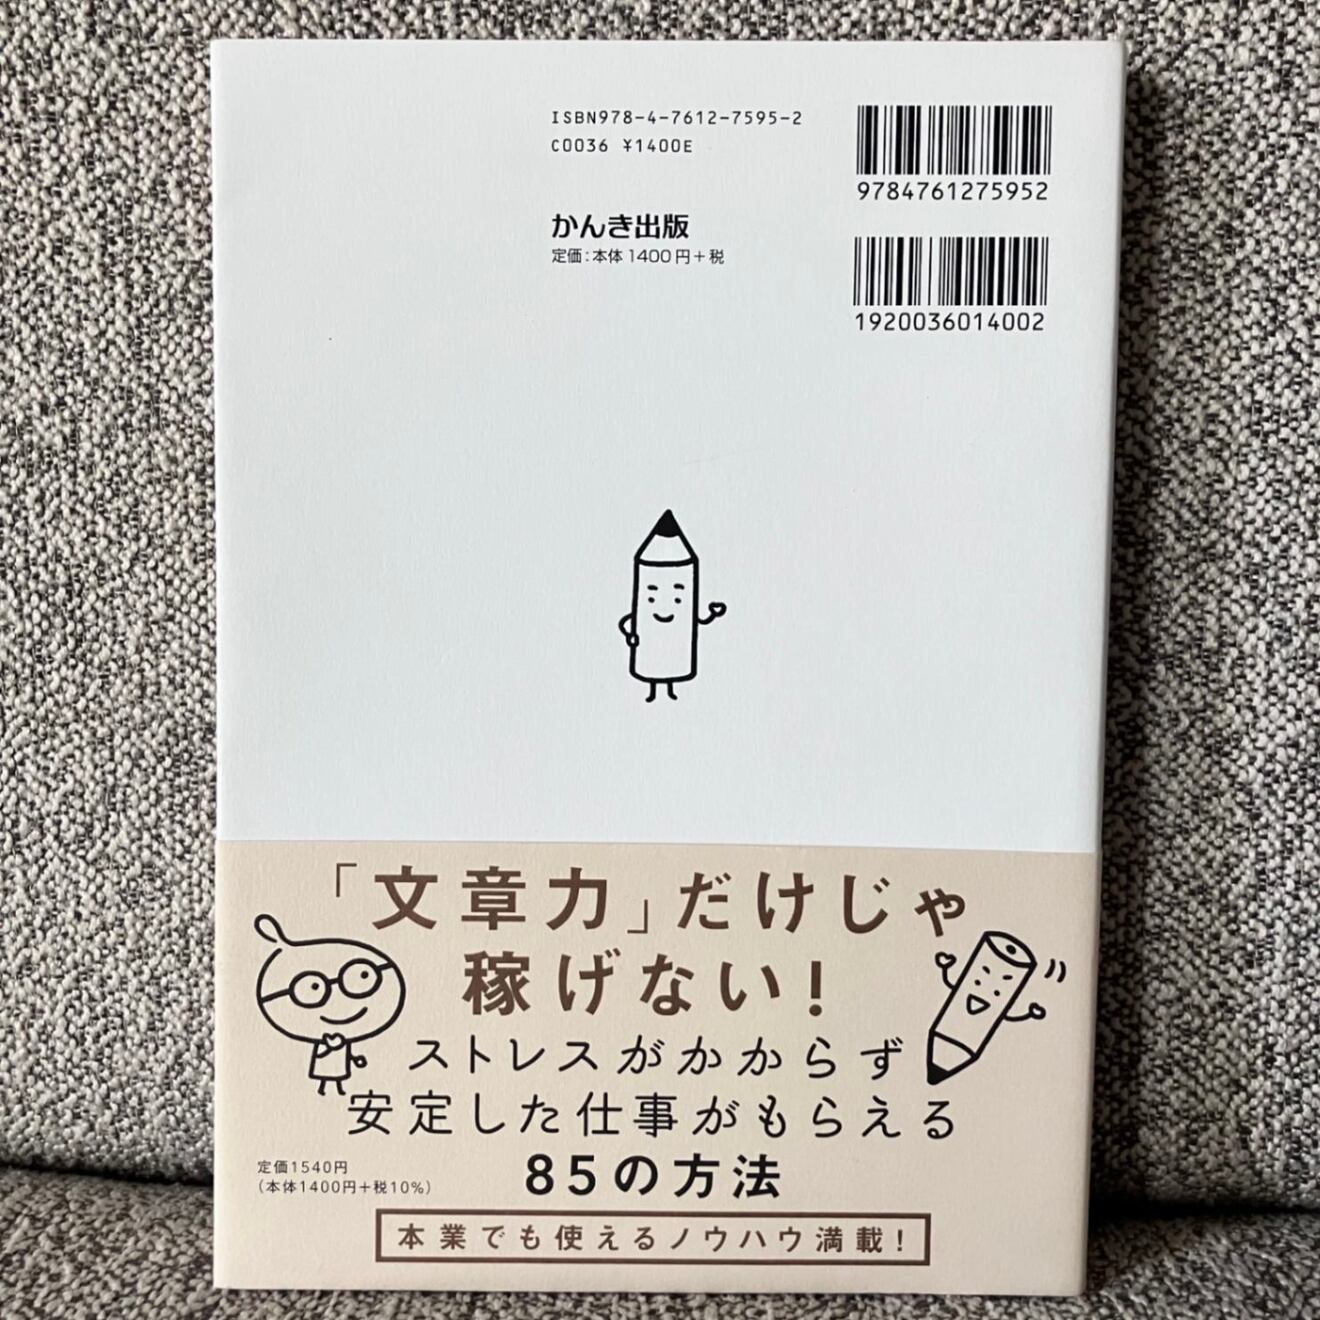 ISBN978-4-7612-7595-2
C0036 ¥1400E
かんき出版
定価：本体1400円＋税
9784761275952
1920036014002
「文章力」だけじゃ
稼げない！
ストレスがかからず
安定した仕事がもらえる
85の方法
定価1540円
（本体1400円＋税10％）
本業でも使えるノウハウ満載！